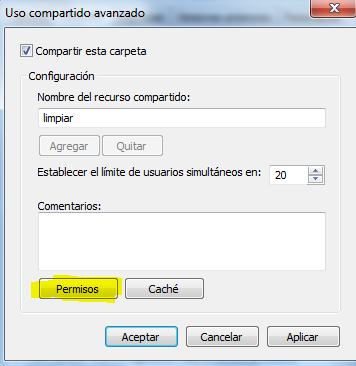 Uso compartido avanzado
Compartir esta carpeta
Configuración
Nombre del recurso compartido:
limpiar
Agregar Quitar
Establecer el límite de usuarios simultáneos en: 20
Comentarios:
Permisos Caché
Aceptar Cancelar Aplicar